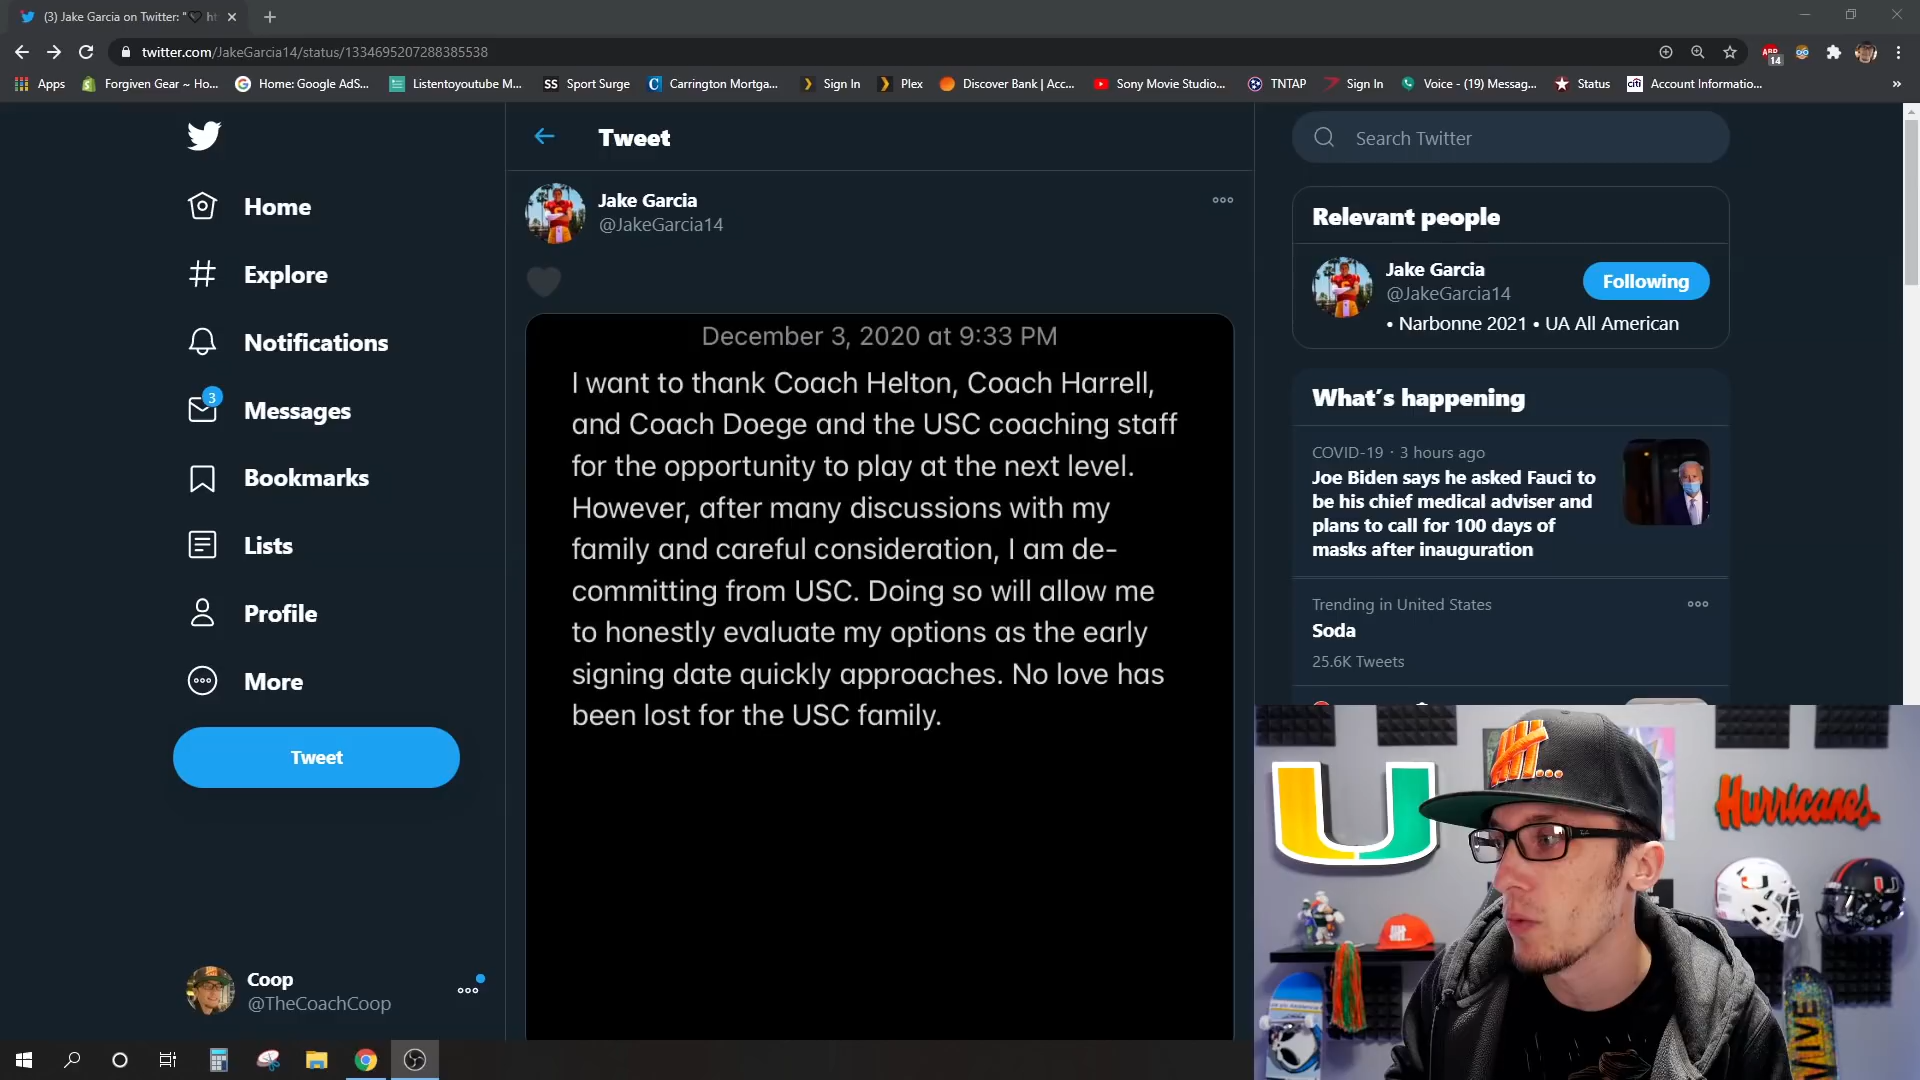 (3) Jake Garcia on Twitter: "🖤 ht
twitter.com/JakeGarcia14/status/1334695207288385538
ABP
14
Apps
Forgiven Gear ~ Ho...
Home: Google AdS...
Listentoyoutube M...
SS Sport Surge
C Carrington Mortga...
Sign In
Plex
Discover Bank | Acc...
Sony Movie Studio...
TNTAP
Sign In
Voice - (19) Messag...
Status
citi Account Informatio...
Home
Explore
Notifications
3
Messages
Bookmarks
Lists
Profile
More
Tweet
Coop
@TheCoachCoop
Tweet
Jake Garcia
@JakeGarcia14
🖤
December 3, 2020 at 9:33 PM
I want to thank Coach Helton, Coach Harrell,
and Coach Doege and the USC coaching staff
for the opportunity to play at the next level.
However, after many discussions with my
family and careful consideration, I am de-
committing from USC. Doing so will allow me
to honestly evaluate my options as the early
signing date quickly approaches. No love has
been lost for the USC family.
Search Twitter
Relevant people
Jake Garcia
@JakeGarcia14
Following
• Narbonne 2021 • UA All American
What's happening
COVID-19 · 3 hours ago
Joe Biden says he asked Fauci to
be his chief medical adviser and
plans to call for 100 days of
masks after inauguration
Trending in United States
Soda
25.6K Tweets
U
Hurricanes